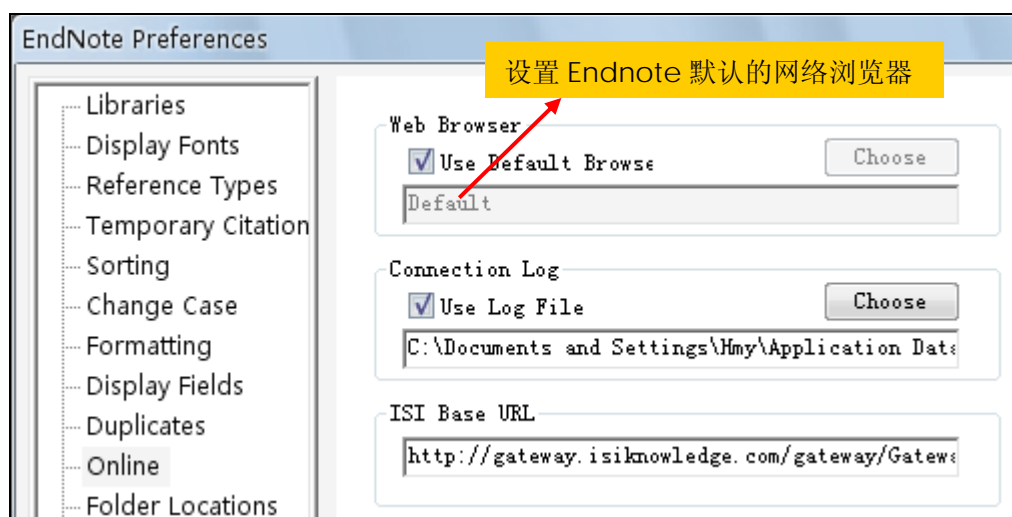 EndNote Preferences
设置 Endnote 默认的网络浏览器
Libraries
Display Fonts
Reference Types
Temporary Citation
Sorting
Change Case
Formatting
Display Fields
Duplicates
Online
Folder Locations
Web Browser
Use Default Browse
Choose
Default
Connection Log
Use Log File
Choose
C:\Documents and Settings\Hmy\Application Data
ISI Base URL
http://gateway.isiknowledge.com/gateway/Gatewa